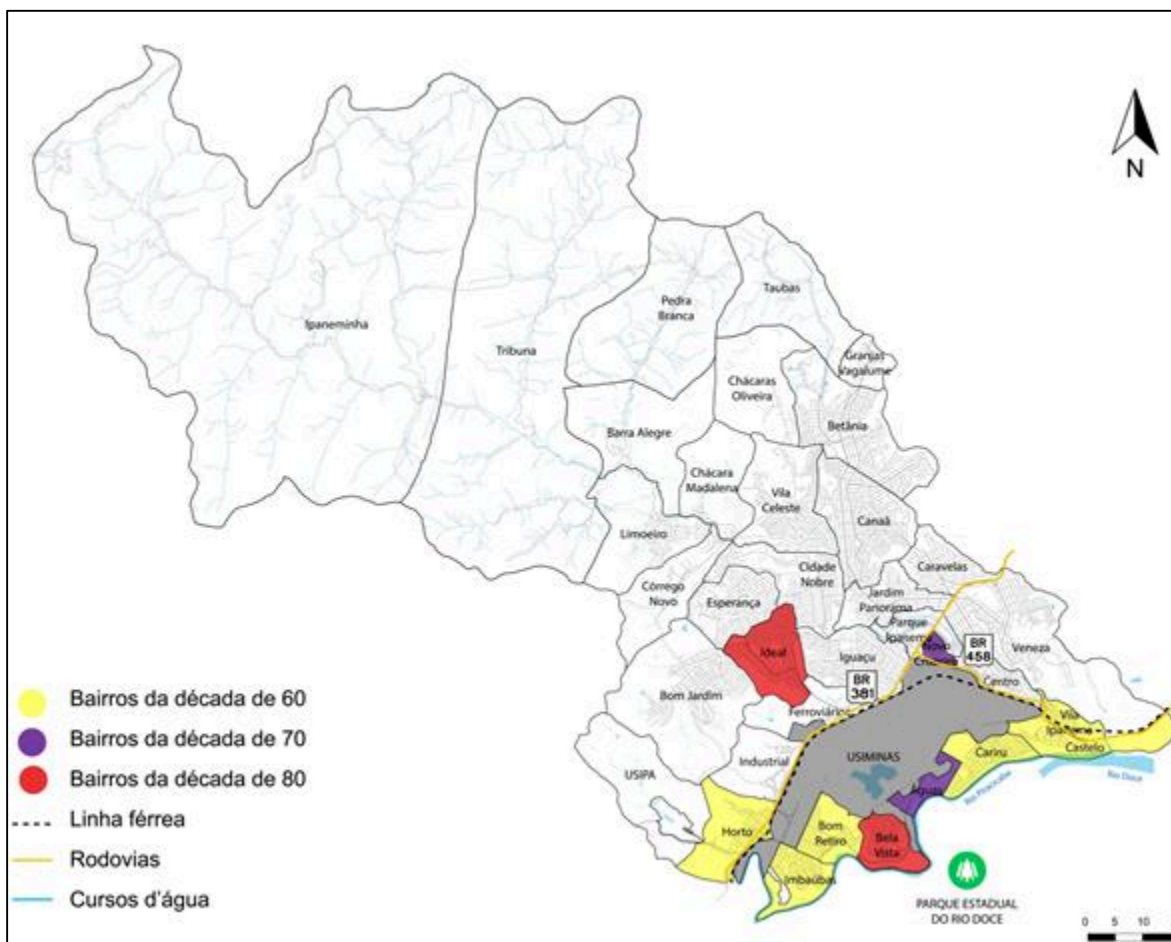 N
Taubas
Pedra
Branca
Ipaneminha
Tribuna
Granjas
Vagalume
Chácaras
Oliveira
Betânia
Barra Alegre
Chácara
Madalena
Vila
Celeste
Canaã
Limoeiro
Caravelas
Cidade
Nobre
Córrego
Novo
Esperança
Jardim
Panorama
Parque
Ipanema
Novo
Cruzeiro
BR
458
Veneza
Ideal
Iguaçu
Bom Jardim
BR
381
Centro
Ferroviários
Vila
Ipanema
Cariru
Castelo
Industrial
USIMINAS
USIPA
Águas
Rio Piracicaba
Rio Doce
Horto
Bom
Retiro
Bela
Vista
Imbaúbas
PARQUE ESTADUAL
DO RIO DOCE
Bairros da década de 60
Bairros da década de 70
Bairros da década de 80
Linha férrea
Rodovias
Cursos d'água
0 5 10